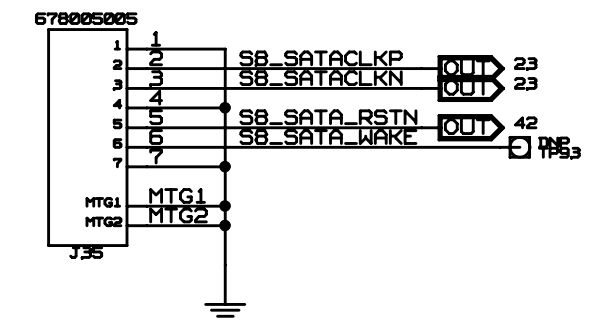 678005005
1 1
2 2 S8_SATACLKP OUT 23
3 3 S8_SATACLKN OUT 23
4 4
5 5 S8_SATA_RSTN OUT 42
6 6 S8_SATA_WAKE DNP
TP93
7 7
MTG1 MTG1
MTG2 MTG2
J35